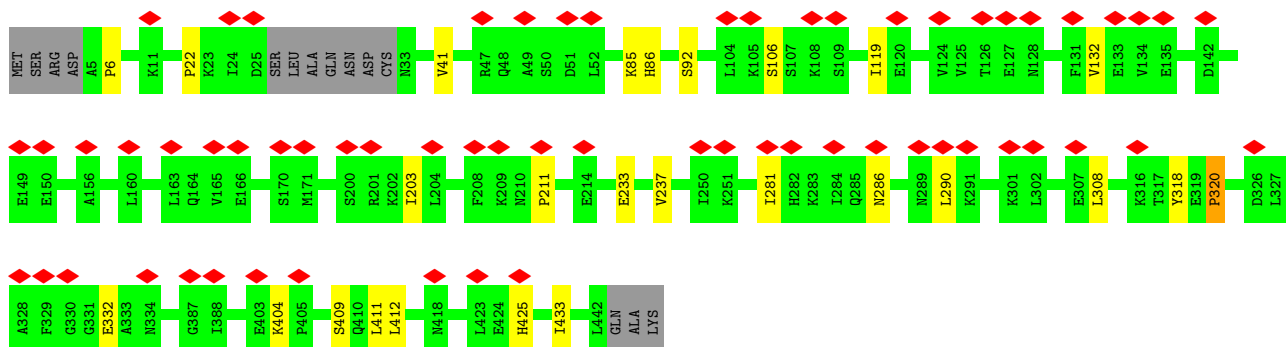 MET SER ARG ASP A5 P6 K11 P22 K23 I24 D25 SER LEU ALA GLN ASN ASP CYS N33 V41 R47 Q48 A49 S50 D51 L52 K85 H86 S92 L104 K105 S106 S107 K108 S109 I119 E120 V124 V125 T126 E127 N128 F131 V132 E133 V134 E135 D142
E149 E150 A156 L160 L163 Q164 V165 E166 S170 M171 S200 R201 K202 I203 L204 F208 K209 N210 P211 E214 E233 V237 I250 K251 I281 H282 K283 I284 Q285 N286 N289 L290 K291 K301 L302 E307 L308 K316 T317 Y318 E319 P320 D326 L327
A328 F329 G330 G331 E332 A333 N334 G387 I388 E403 K404 P405 S409 Q410 L411 L412 N418 L423 E424 H425 I433 L442 GLN ALA LYS